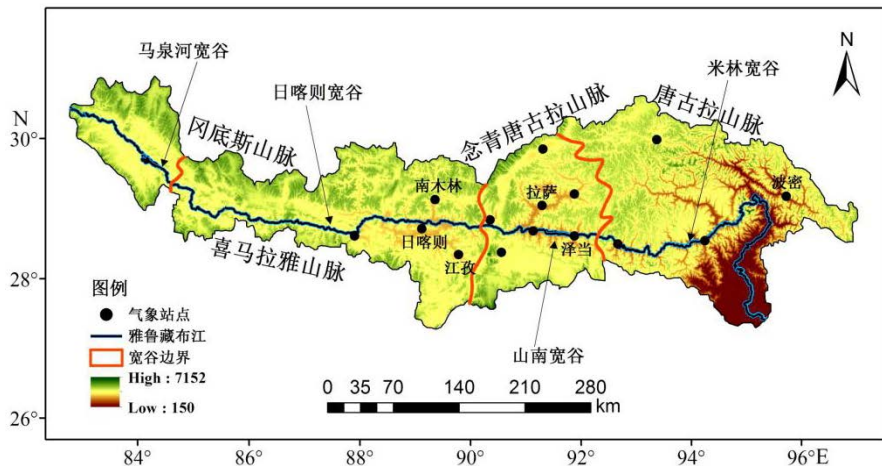 马泉河宽谷
日喀则宽谷
米林宽谷
N
N
冈底斯山脉
念青唐古拉山脉
唐古拉山脉
30°
28°
26°
南木林
拉萨
波密
日喀则
泽当
江孜
喜马拉雅山脉
山南宽谷
图例
气象站点
雅鲁藏布江
宽谷边界
High : 7152
Low : 150
0 35 70 140 210 280
km
84° 86° 88° 90° 92° 94° 96°E